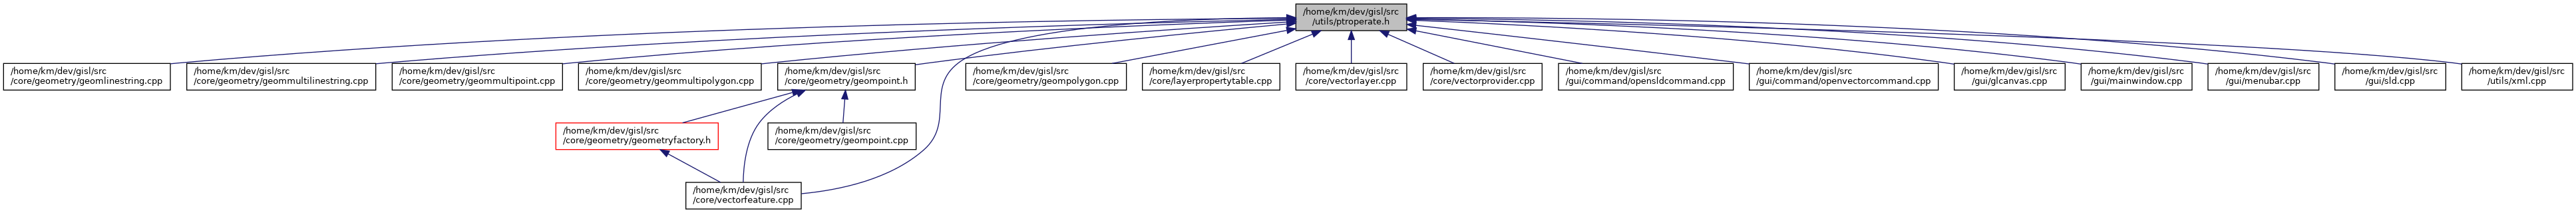 /home/km/dev/gisl/src
/utils/ptroperate.h
/home/km/dev/gisl/src
/core/geometry/geomlinestring.cpp
/home/km/dev/gisl/src
/core/geometry/geommultilinestring.cpp
/home/km/dev/gisl/src
/core/geometry/geommultipoint.cpp
/home/km/dev/gisl/src
/core/geometry/geommultipolygon.cpp
/home/km/dev/gisl/src
/core/geometry/geompoint.h
/home/km/dev/gisl/src
/core/geometry/geompolygon.cpp
/home/km/dev/gisl/src
/core/layerpropertytable.cpp
/home/km/dev/gisl/src
/core/vectorlayer.cpp
/home/km/dev/gisl/src
/core/vectorprovider.cpp
/home/km/dev/gisl/src
/gui/command/opensldcommand.cpp
/home/km/dev/gisl/src
/gui/command/openvectorcommand.cpp
/home/km/dev/gisl/src
/gui/glcanvas.cpp
/home/km/dev/gisl/src
/gui/mainwindow.cpp
/home/km/dev/gisl/src
/gui/menubar.cpp
/home/km/dev/gisl/src
/gui/sld.cpp
/home/km/dev/gisl/src
/utils/xml.cpp
/home/km/dev/gisl/src
/core/geometry/geometryfactory.h
/home/km/dev/gisl/src
/core/geometry/geompoint.cpp
/home/km/dev/gisl/src
/core/vectorfeature.cpp